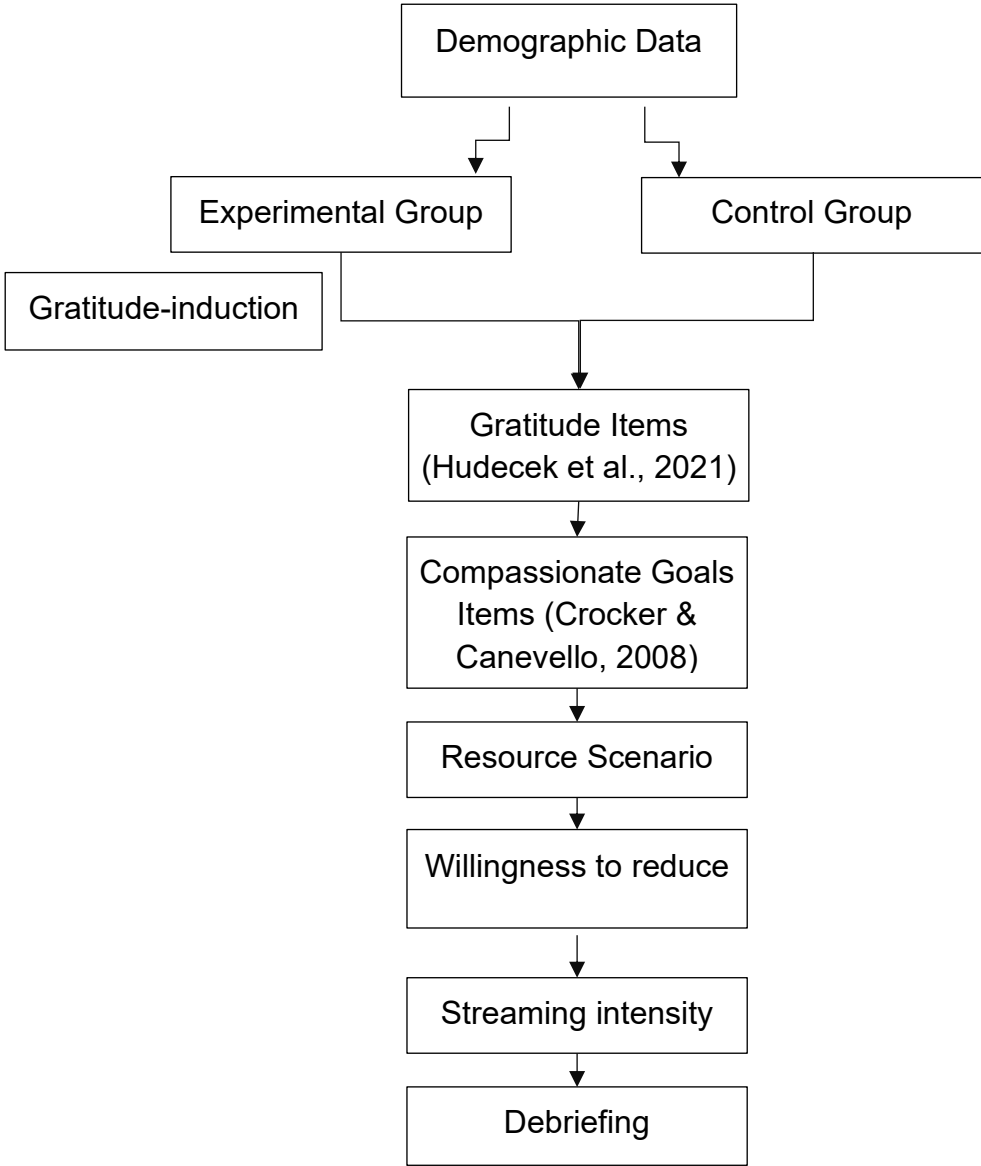 Demographic Data
Experimental Group
Control Group
Gratitude-induction
Gratitude Items
(Hudecek et al., 2021)
Compassionate Goals
Items (Crocker &
Canevello, 2008)
Resource Scenario
Willingness to reduce
Streaming intensity
Debriefing